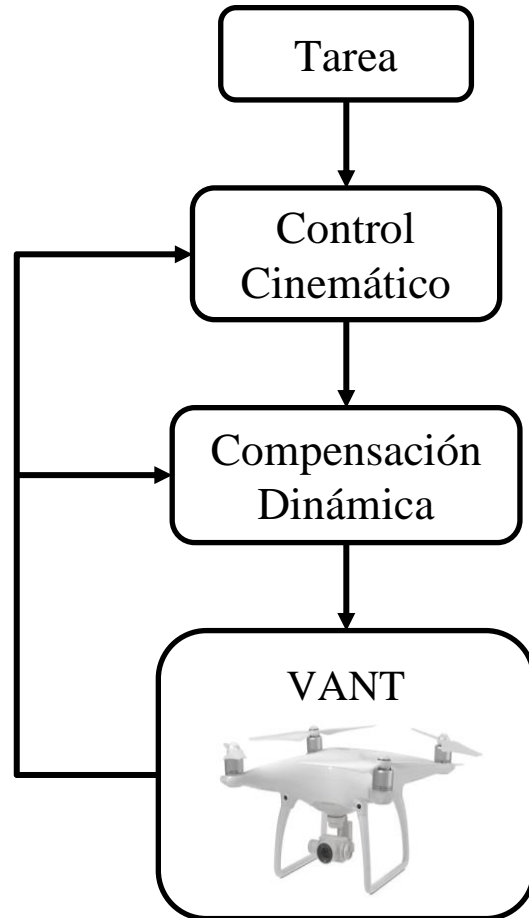 Tarea
Control
Cinemático
Compensación
Dinámica
VANT